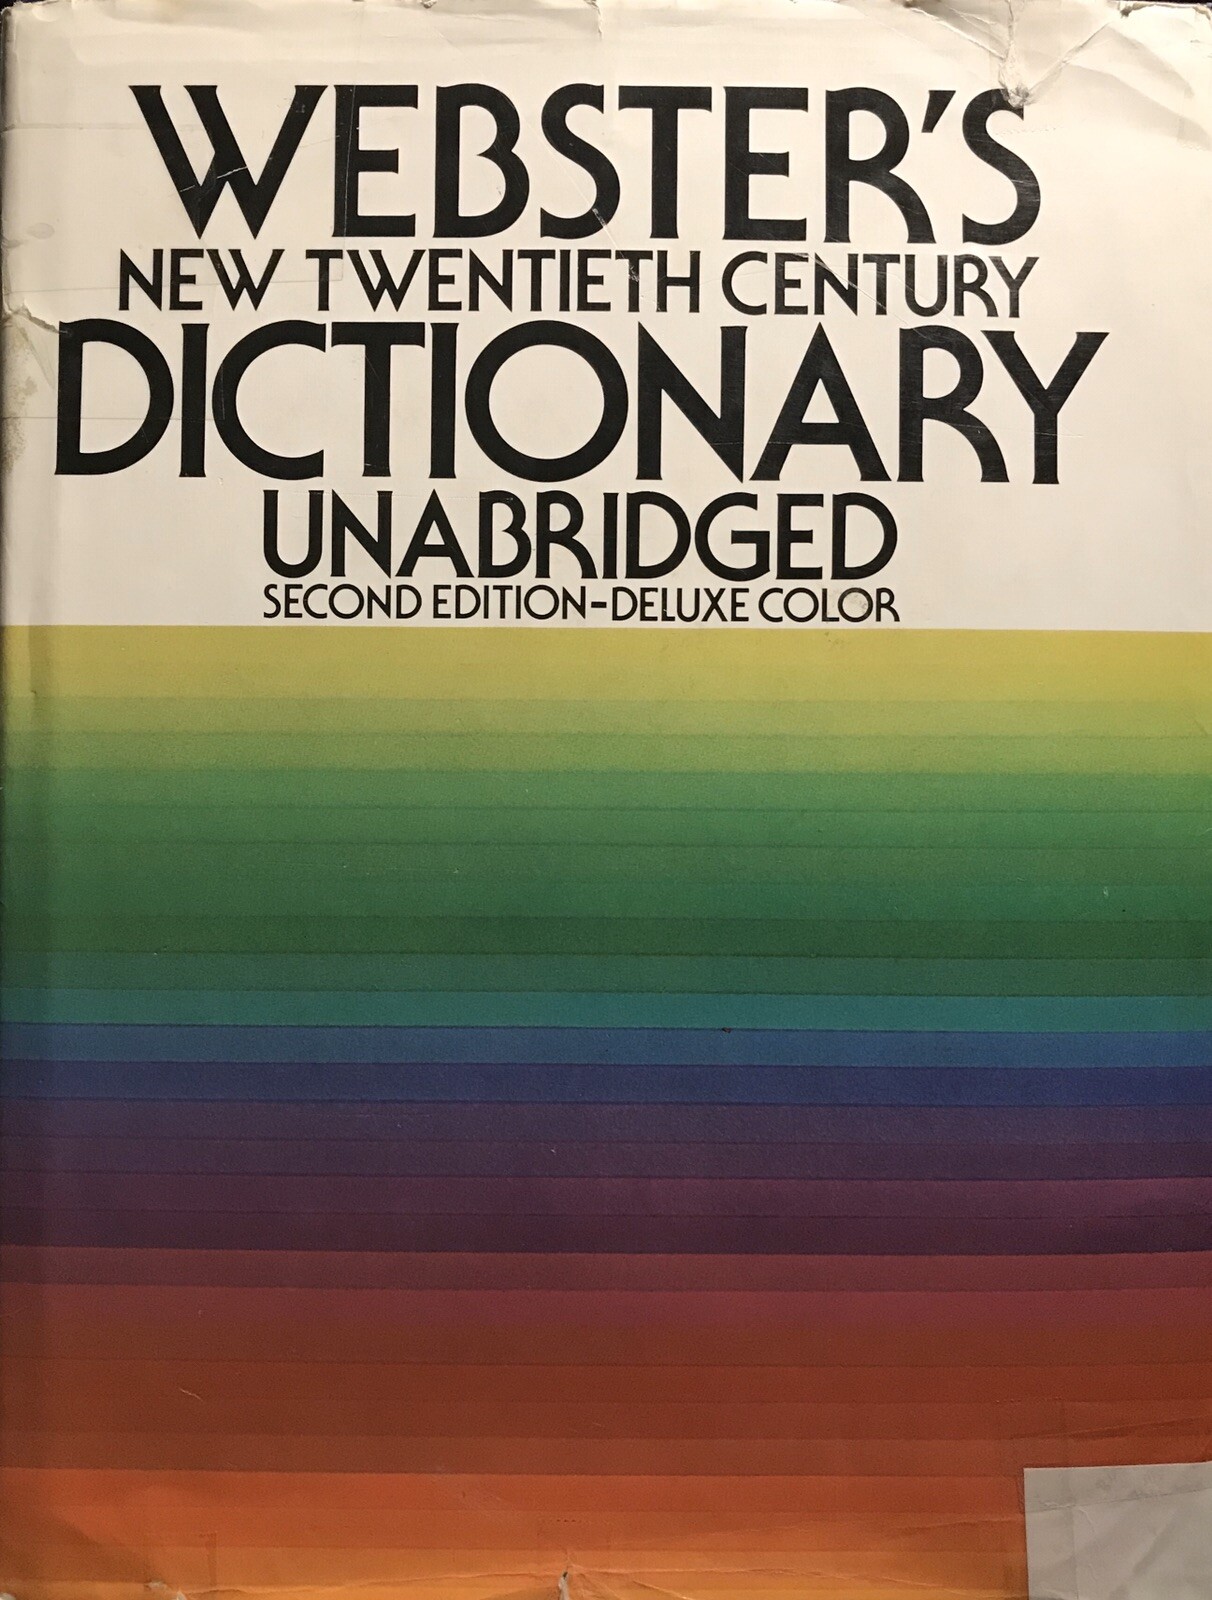 WEBSTER'S
NEW TWENTIETH CENTURY
DICTIONARY
UNABRIDGED
SECOND EDITION-DELUXE COLOR